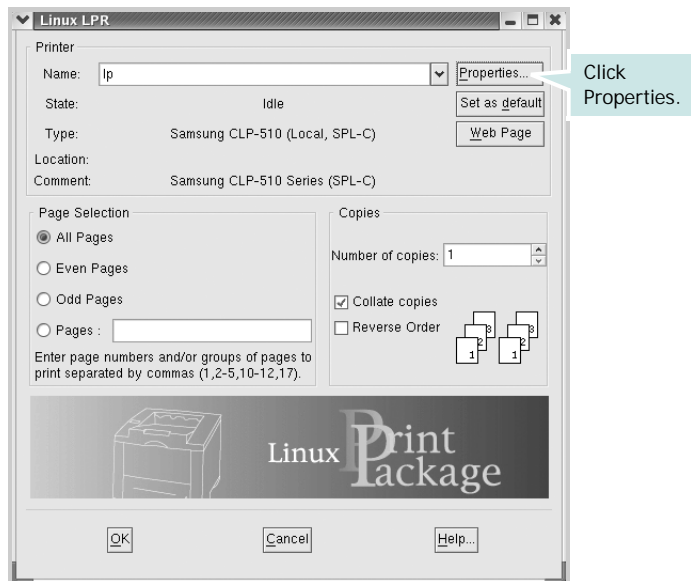 Linux LPR
Printer
Name: lp Properties...
Click
Properties.
State: Idle Set as default
Type: Samsung CLP-510 (Local, SPL-C) Web Page
Location:
Comment: Samsung CLP-510 Series (SPL-C)
Page Selection
All Pages
Even Pages
Odd Pages
Pages :
Enter page numbers and/or groups of pages to
print separated by commas (1,2-5,10-12,17).
Copies
Number of copies: 1
Collate copies
Reverse Order
3 3
2 2
1 1
Linux Print
Package
OK Cancel Help...